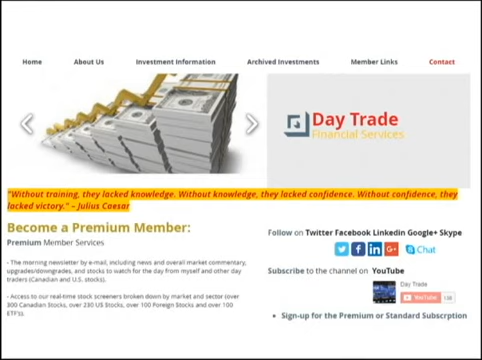 Home About Us Investment Information Archived Investments Member Links Contact
Day Trade
Financial Services
"Without training, they lacked knowledge. Without knowledge, they lacked confidence. Without confidence, they
lacked victory." – Julius Caesar
Become a Premium Member:
Premium Member Services
- The morning newsletter by e-mail, including news and overall market commentary,
upgrades/downgrades, and stocks to watch for the day from myself and other day
traders (Canadian and U.S. stocks).
- Access to our real-time stock screeners broken down by market and sector (over
300 Canadian Stocks, over 230 US Stocks, over 100 Foreign Stocks and over 100
ETF's).
Follow on Twitter Facebook Linkedin Google+ Skype
Chat
Subscribe to the channel on YouTube
Day Trade
YouTube
• Sign-up for the Premium or Standard Subscrption